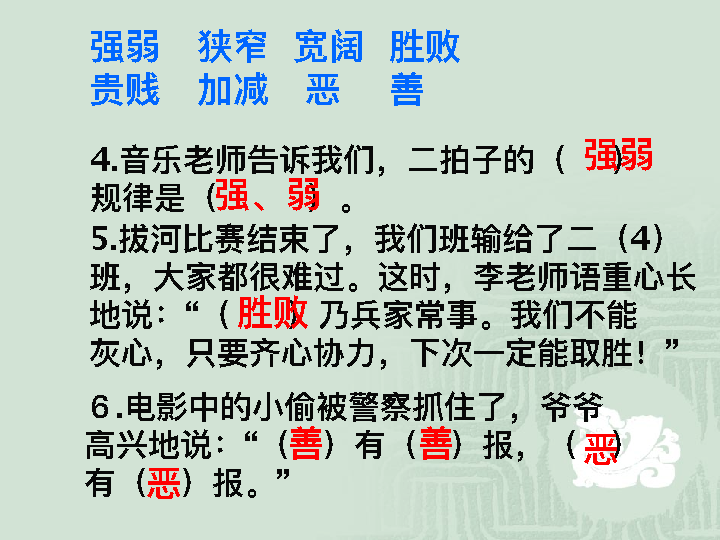 强弱 狭窄 宽阔 胜败
贵贱 加减 恶 善
4.音乐老师告诉我们，二拍子的（强弱）
规律是（强、弱）。
5.拔河比赛结束了，我们班输给了二（4）
班，大家都很难过。这时，李老师语重心长
地说：“（胜败）乃兵家常事。我们不能
灰心，只要齐心协力，下次一定能取胜！”
６.电影中的小偷被警察抓住了，爷爷
高兴地说：“（善）有（善）报，（恶）
有（恶）报。”